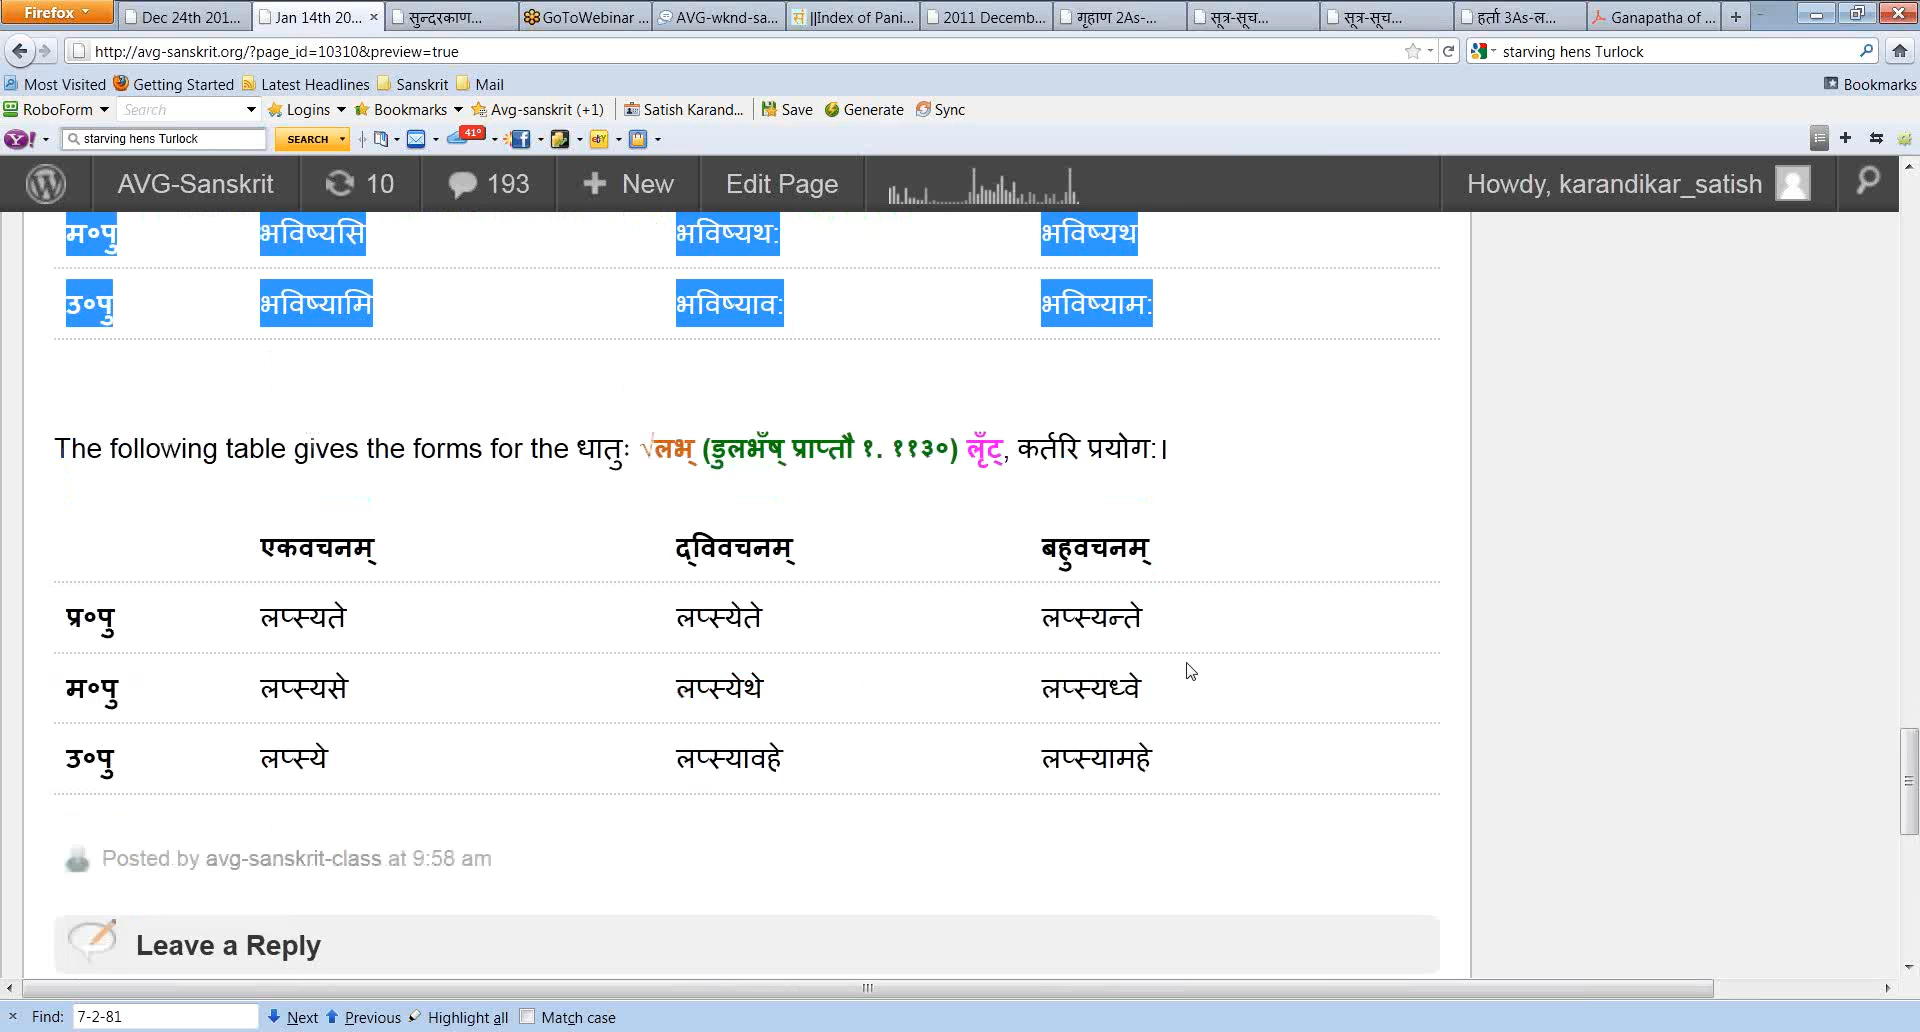 Firefox Dec 24th 201... Jan 14th 20... × सुन्दरकाण... GoToWebinar ... AVG-wknd-sa... ||Index of Pani... 2011 Decemb... गृहाण 2As-... सूत्र-सूच... सूत्र-सूच... हर्ता 3As-ल... Ganapatha of ... +
http://avg-sanskrit.org/?page_id=10310&preview=true starving hens Turlock
Most Visited Getting Started Latest Headlines Sanskrit Mail Bookmarks
RoboForm Search Logins Bookmarks Avg-sanskrit (+1) Satish Karand... Save Generate Sync
Y! starving hens Turlock SEARCH 41°
AVG-Sanskrit 10 193 + New Edit Page Howdy, karandikar_satish
म०पु भविष्यसि भविष्यथ: भविष्यथ
उ०पु भविष्यामि भविष्याव: भविष्याम:
The following table gives the forms for the धातुः √लभ् (डुलभँष् प्राप्तौ १. ११३०) लृँट्, कर्तरि प्रयोग:।
एकवचनम् द्विवचनम् बहुवचनम्
प्र०पु लप्स्यते लप्स्येते लप्स्यन्ते
म०पु लप्स्यसे लप्स्येथे लप्स्यध्वे
उ०पु लप्स्ये लप्स्यावहे लप्स्यामहे
Posted by avg-sanskrit-class at 9:58 am
Leave a Reply
× Find: 7-2-81 Next Previous Highlight all Match case